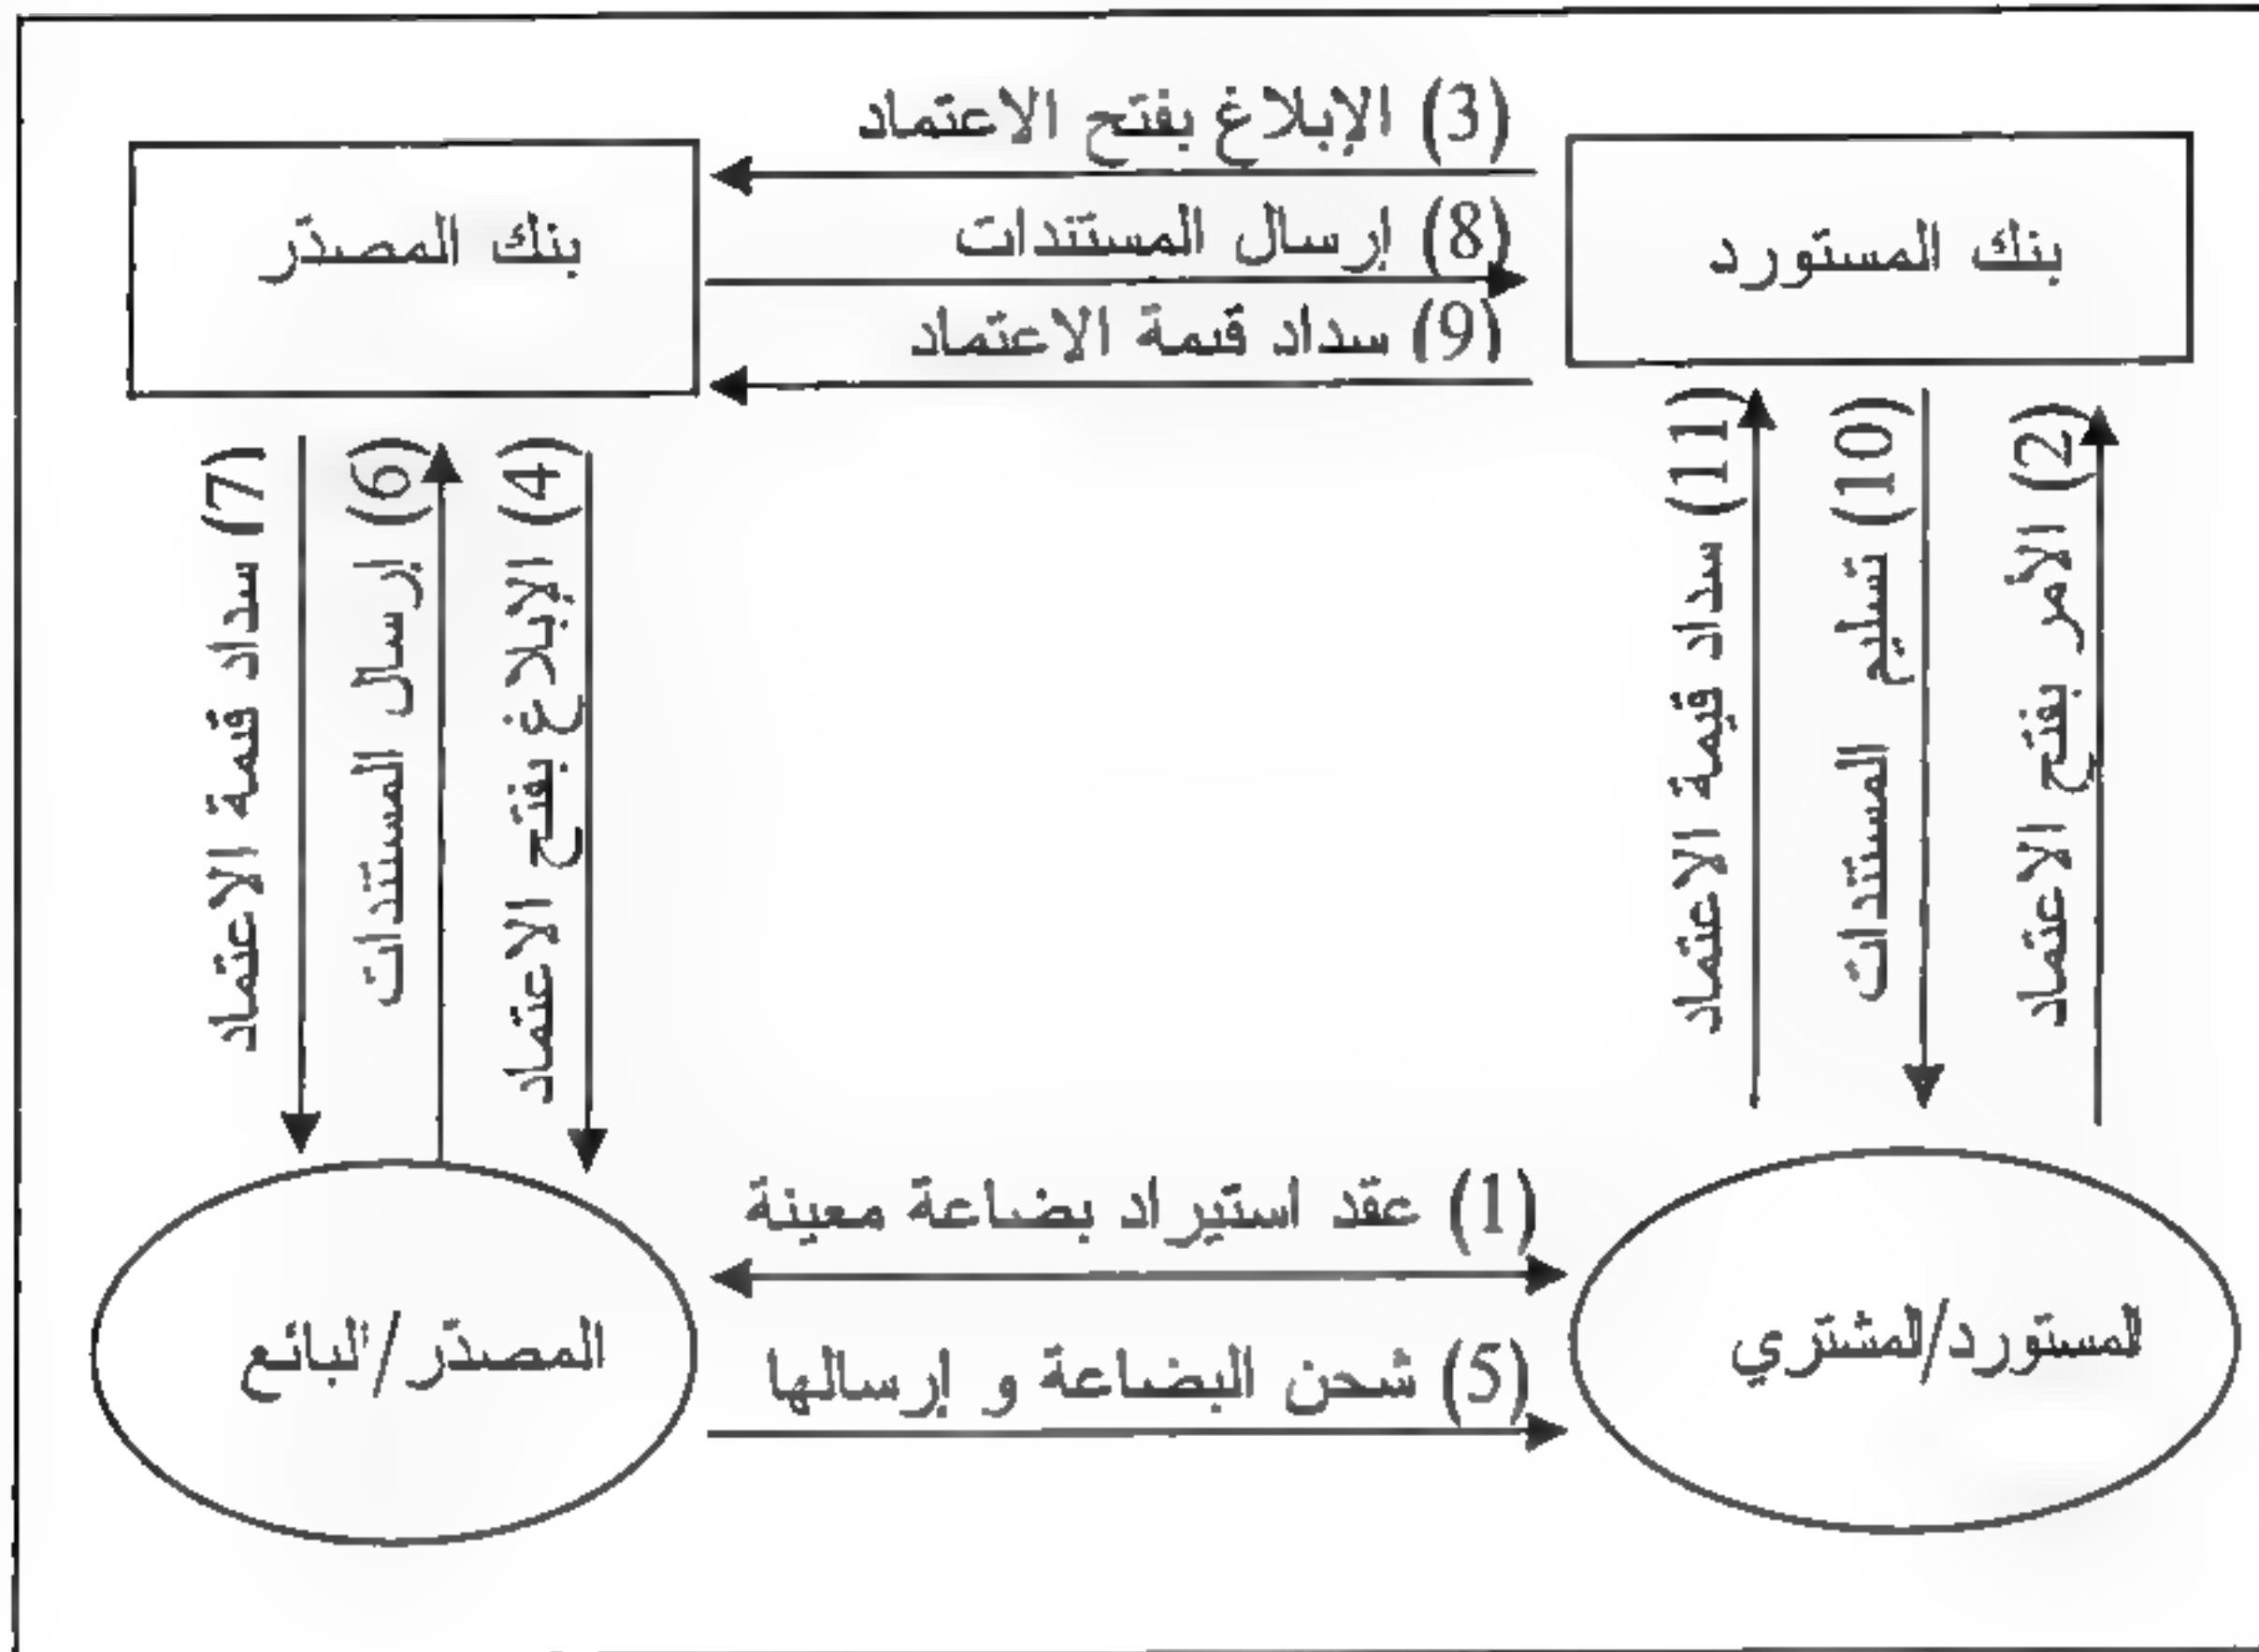 (3) الإبلاغ بفتح الاعتماد
بنك المستورد
بنك المصدّر
(8) إرسال المستندات
(9) سداد قيمة الاعتماد
(2) الأمر بفتح الاعتماد
(10) تسليم المستندات
(11) سداد قيمة الاعتماد
(4) الإبلاغ بفتح الاعتماد
(6) إرسال المستندات
(7) سداد قيمة الاعتماد
(1) عقد استيراد بضاعة معينة
المستورد/المشتري
المصدّر/البائع
(5) شحن البضاعة و إرسالها